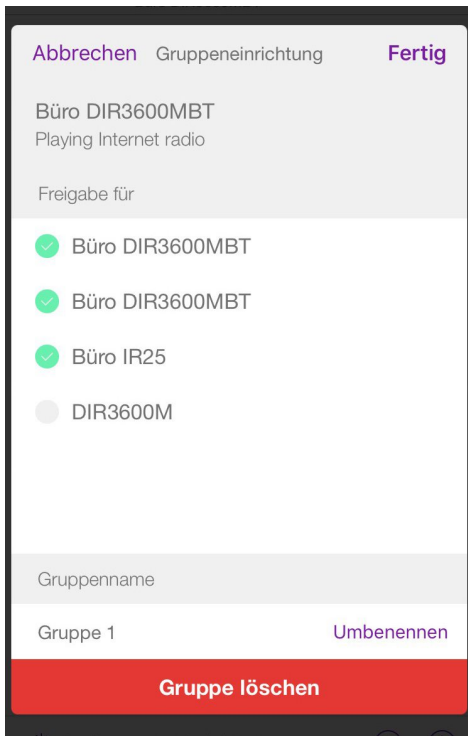 Abbrechen Gruppeneinrichtung Fertig
Büro DIR3600MBT
Playing Internet radio
Freigabe für
Büro DIR3600MBT
Büro DIR3600MBT
Büro IR25
DIR3600M
Gruppenname
Gruppe 1 Umbenennen
Gruppe löschen